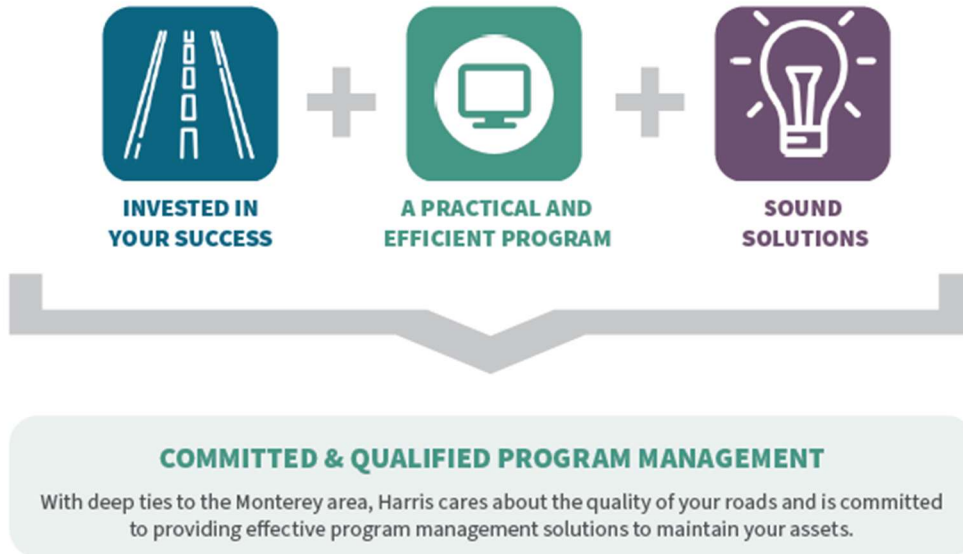 INVESTED IN
YOUR SUCCESS
A PRACTICAL AND
EFFICIENT PROGRAM
SOUND
SOLUTIONS
COMMITTED & QUALIFIED PROGRAM MANAGEMENT
With deep ties to the Monterey area, Harris cares about the quality of your roads and is committed
to providing effective program management solutions to maintain your assets.